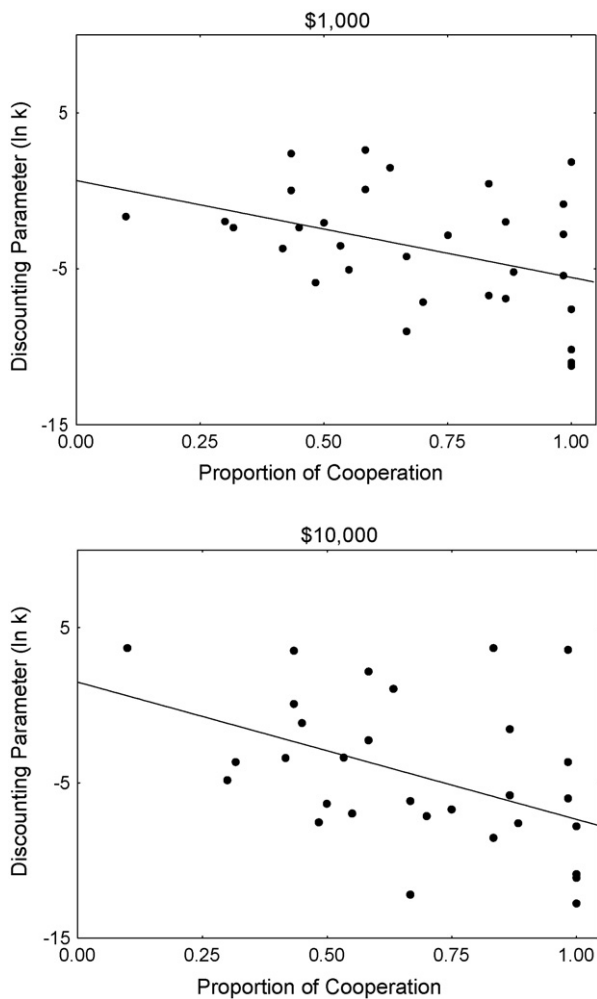 $1,000
Discounting Parameter (ln k)
5
-5
-15
0.00 0.25 0.50 0.75 1.00
Proportion of Cooperation
$10,000
Discounting Parameter (ln k)
5
-5
-15
0.00 0.25 0.50 0.75 1.00
Proportion of Cooperation